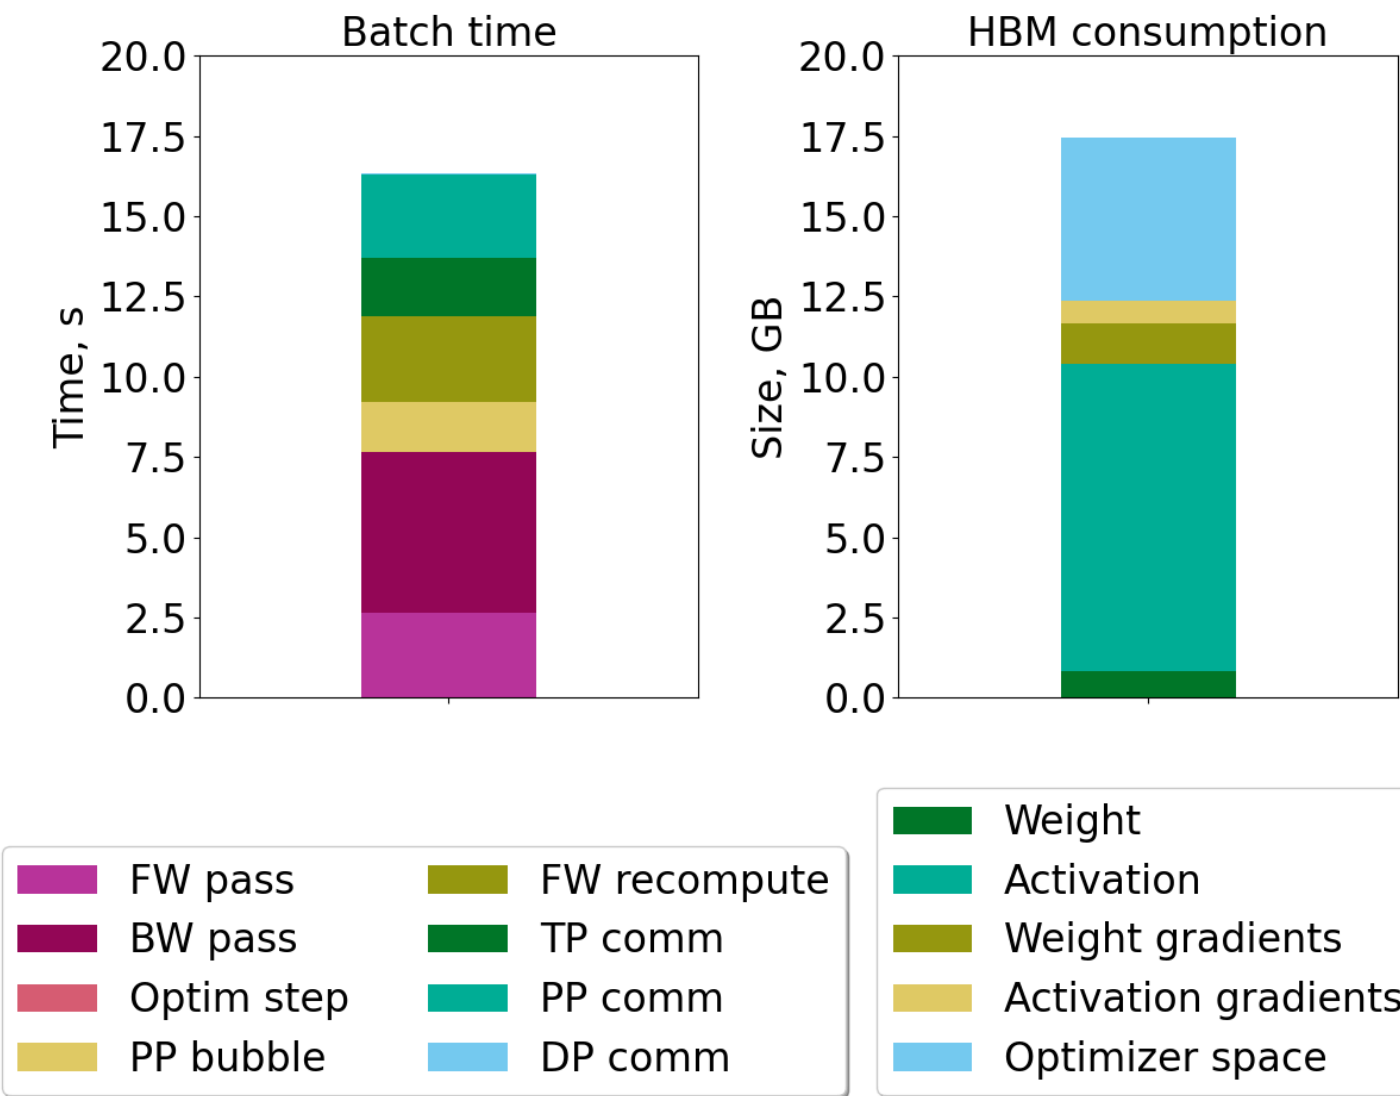 Batch time
20.0
17.5
15.0
12.5
10.0
7.5
5.0
2.5
0.0
Time, s
HBM consumption
20.0
17.5
15.0
12.5
10.0
7.5
5.0
2.5
0.0
Size, GB
FW pass
BW pass
Optim step
PP bubble
FW recompute
TP comm
PP comm
DP comm
Weight
Activation
Weight gradients
Activation gradients
Optimizer space